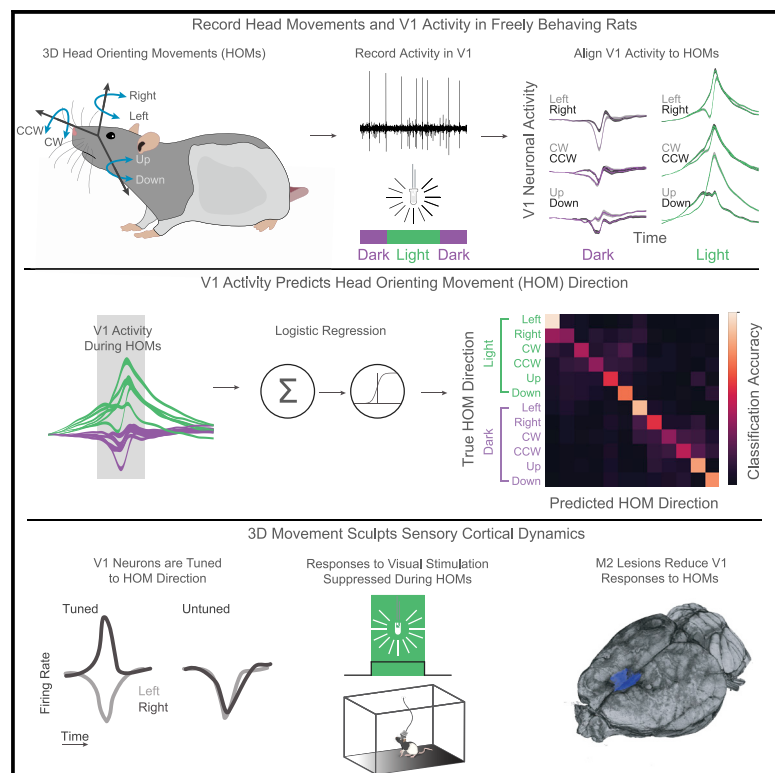 Record Head Movements and V1 Activity in Freely Behaving Rats
3D Head Orienting Movements (HOMs)
Right
Left
CCW
CW
Up
Down
Record Activity in V1
Dark
Light
Dark
Align V1 Activity to HOMs
V1 Neuronal Activity
Left
Right
CW
CCW
Up
Down
Left
Right
CW
CCW
Up
Down
Time
Dark
Light
V1 Activity Predicts Head Orienting Movement (HOM) Direction
V1 Activity
During HOMs
Logistic Regression
Σ
True HOM Direction
Light
Dark
Left
Right
CW
CCW
Up
Down
Left
Right
CW
CCW
Up
Down
Predicted HOM Direction
Classification Accuracy
3D Movement Sculpts Sensory Cortical Dynamics
V1 Neurons are Tuned
to HOM Direction
Tuned
Untuned
Firing Rate
Left
Right
Time
Responses to Visual Stimulation
Suppressed During HOMs
M2 Lesions Reduce V1
Responses to HOMs